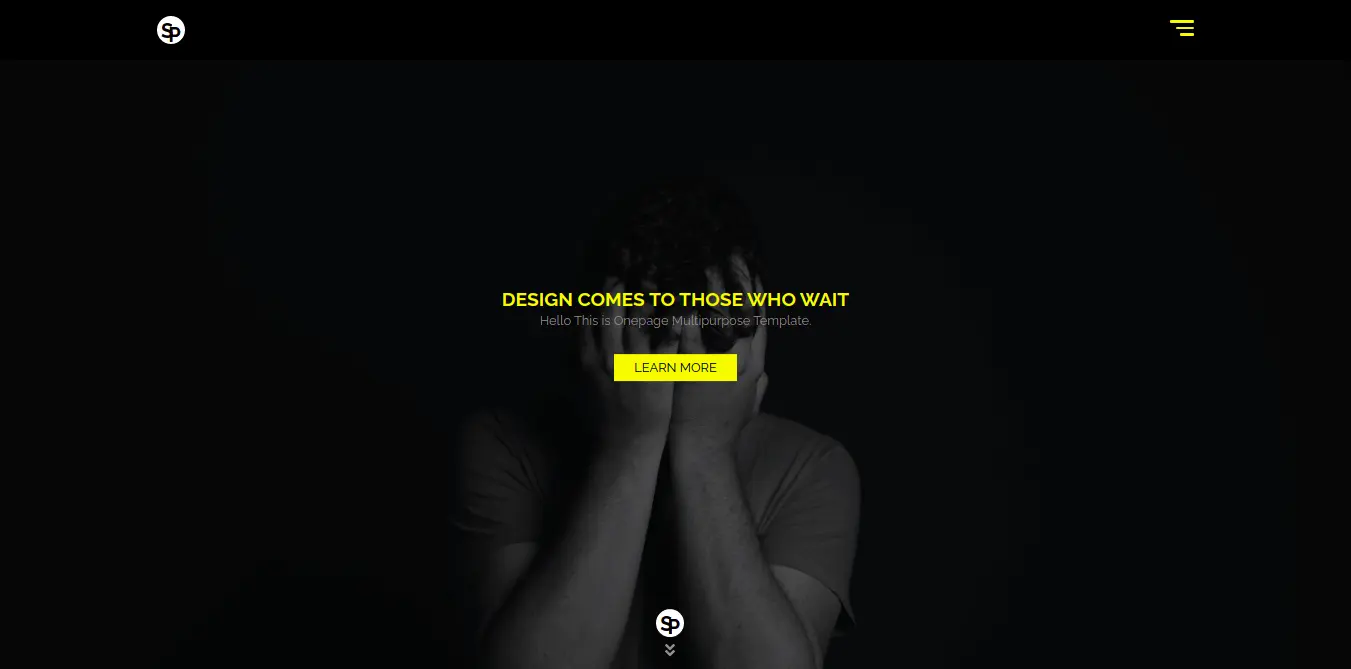 Sp
DESIGN COMES TO THOSE WHO WAIT
Hello This is Onepage Multipurpose Template.
LEARN MORE
Sp